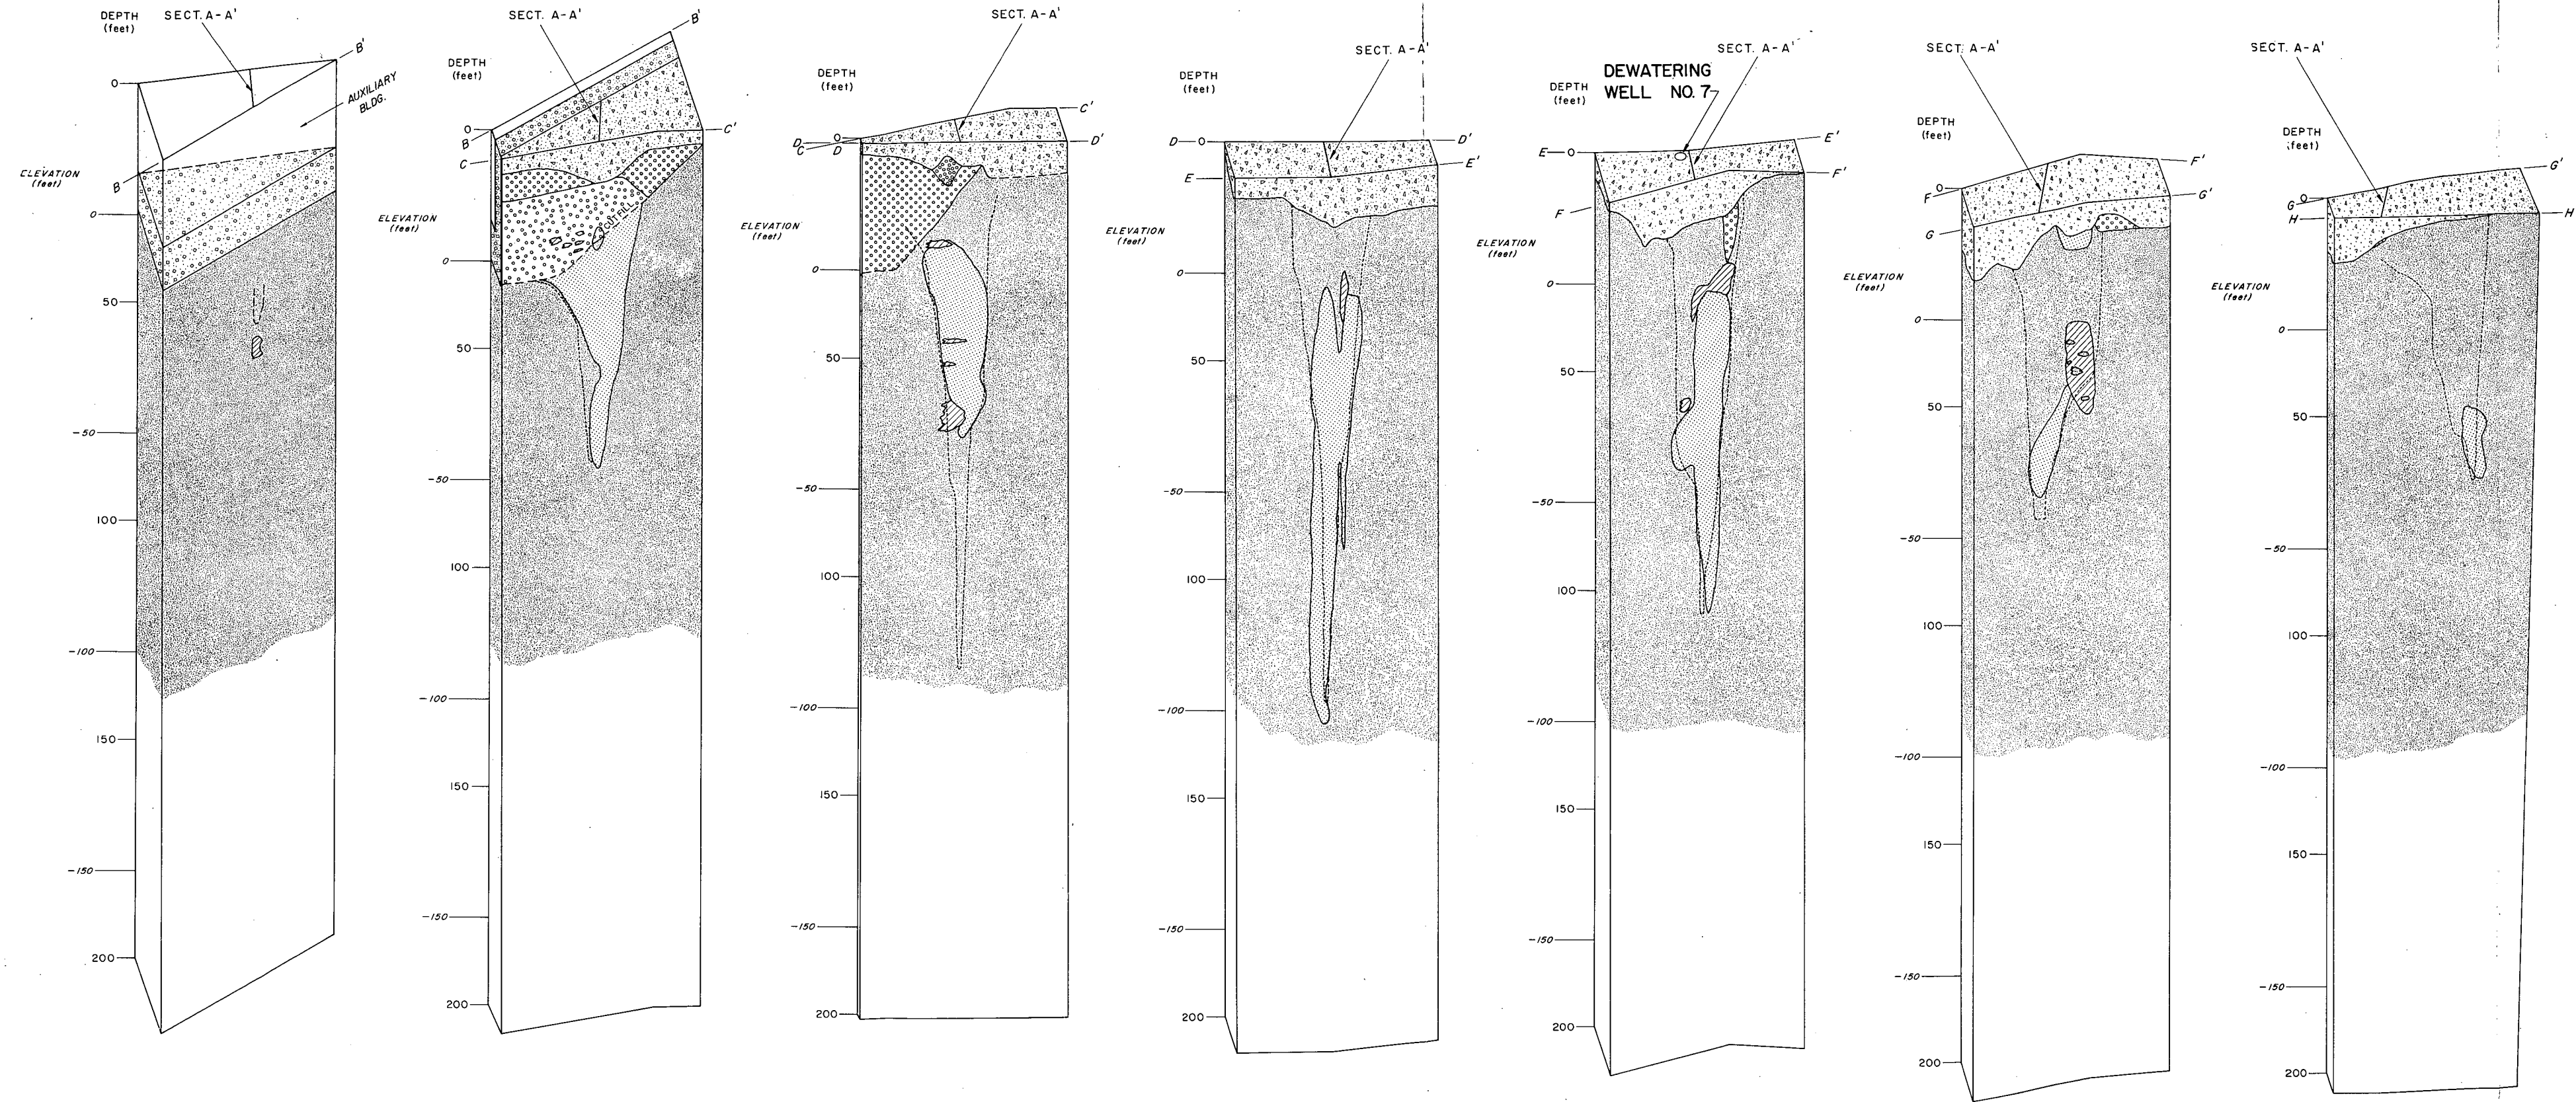 DEPTH
(feet)
SECT. A-A'
B'
AUXILIARY
BLDG.
0
ELEVATION
(feet)
B
0
50
-50
100
-100
150
-150
200
SECT. A-A'
B'
DEPTH
(feet)
0
B
C'
C
CUT FILL
ELEVATION
(feet)
0
50
-50
100
-100
150
-150
200
SECT. A-A'
DEPTH
(feet)
C'
0
D
C
D
D'
ELEVATION
(feet)
0
50
-50
100
-100
150
-150
200
SECT. A-A'
DEPTH
(feet)
D
0
D'
E
E'
ELEVATION
(feet)
0
50
-50
100
-100
150
-150
200
SECT. A-A'
DEWATERING
WELL NO. 7
DEPTH
(feet)
E
0
E'
F'
F
ELEVATION
(feet)
0
50
-50
100
-100
150
-150
200
SECT. A-A'
DEPTH
(feet)
0
F
F'
G'
G
ELEVATION
(feet)
0
50
-50
100
-100
150
-150
200
SECT. A-A'
DEPTH
(feet)
G'
0
G
H
H
ELEVATION
(feet)
0
50
-50
100
-100
150
-150
200